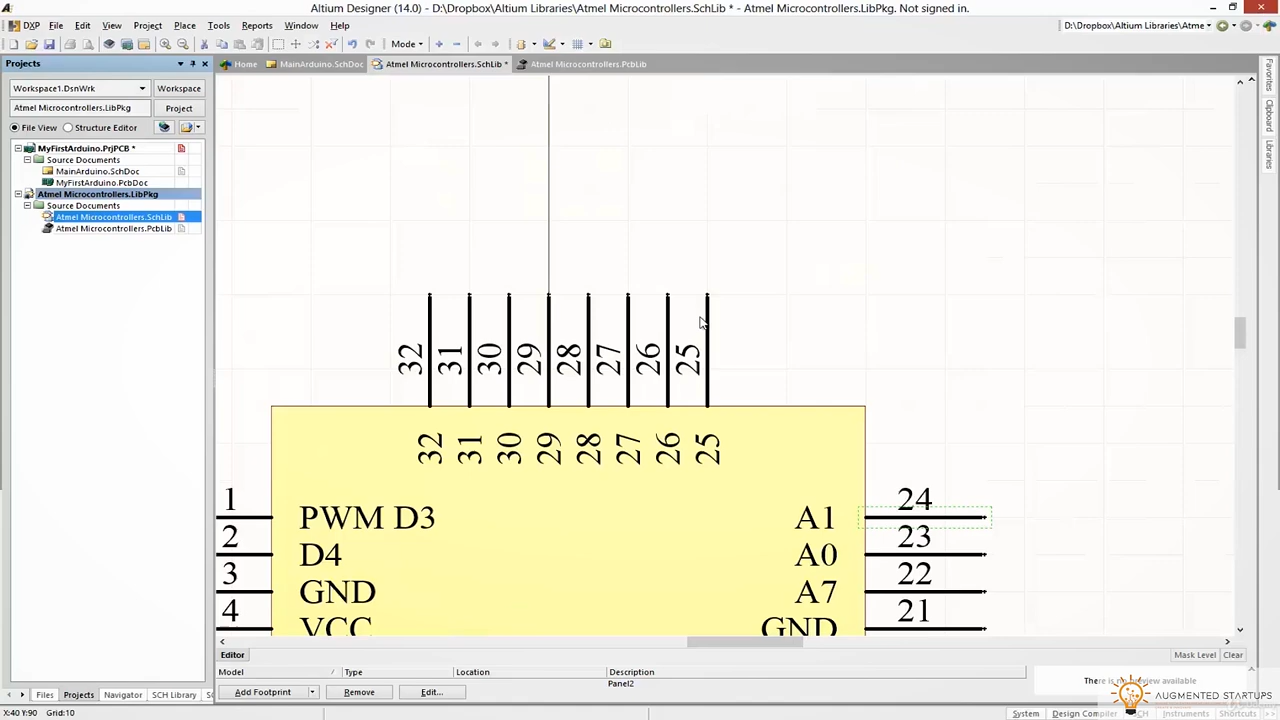 Altium Designer (14.0) - D:\Dropbox\Altium Libraries\Atmel Microcontrollers.SchLib * - Atmel Microcontrollers.LibPkg. Not signed in.
DXP File Edit View Project Place Tools Reports Window Help
D:\Dropbox\Altium Libraries\Atme
Mode
Projects
Home MainArduino.SchDoc Atmel Microcontrollers.SchLib * Atmel Microcontrollers.PcbLib
Workspace1.DsnWrk Workspace
Atmel Microcontrollers.LibPkg Project
File View Structure Editor
MyFirstArduino.PrjPCB *
Source Documents
MainArduino.SchDoc
MyFirstArduino.PcbDoc
Atmel Microcontrollers.LibPkg
Source Documents
Atmel Microcontrollers.SchLib
Atmel Microcontrollers.PcbLib
Favorites
Clipboard
Libraries
32 31 30 29 28 27 26 25
32 31 30 29 28 27 26 25
1 PWM D3 A1 24
2 D4 A0 23
3 GND A7 22
4 VCC GND 21
Editor
Mask Level Clear
Model Type Location Description
Panel2
Add Footprint Remove Edit...
Files Projects Navigator SCH Library
AUGMENTED STARTUPS
X:40 Y:90 Grid:10
System Design Compiler SCH Instruments Shortcuts